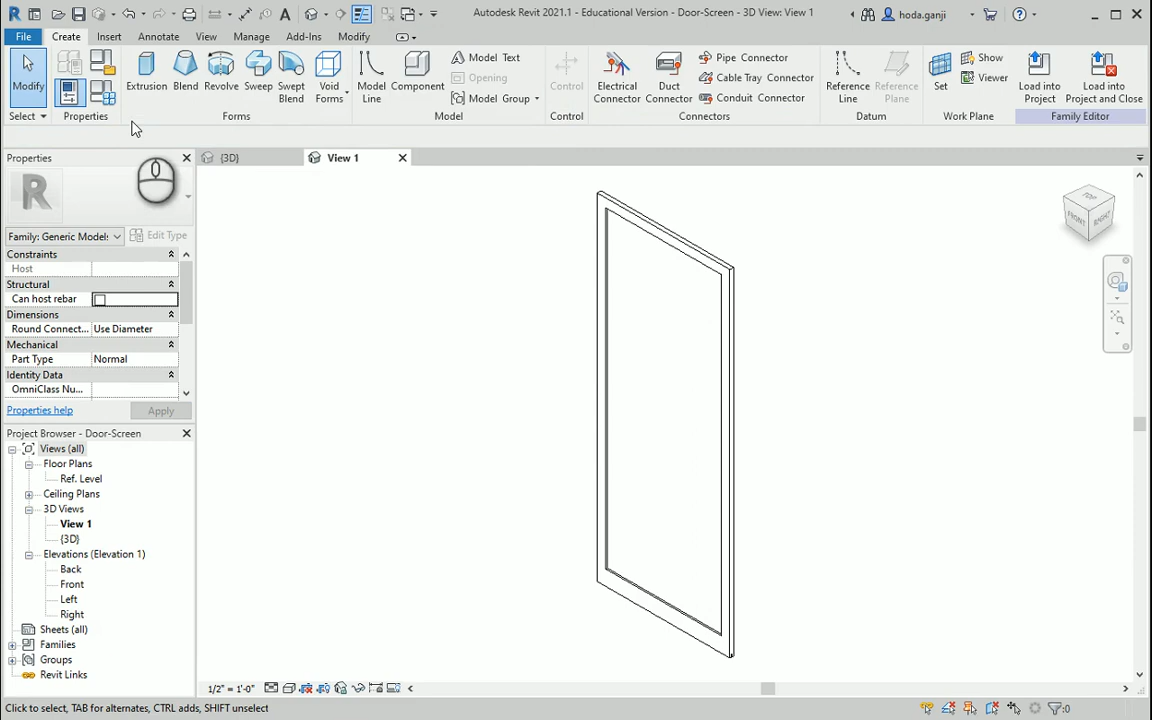 Autodesk Revit 2021.1 - Educational Version - Door-Screen - 3D View: View 1
hoda.ganji
File Create Insert Annotate View Manage Add-Ins Modify
Modify
Extrusion Blend Revolve Sweep Swept Blend Void Forms
Model Line Component Model Text
Opening
Model Group
Control
Electrical Connector Duct Connector Pipe Connector
Cable Tray Connector
Conduit Connector
Reference Line Reference Plane
Set Show
Viewer
Load into Project Load into Project and Close
Select Properties Forms Model Control Connectors Datum Work Plane Family Editor
Properties
{3D} View 1
R
Family: Generic Models Edit Type
Constraints
Host
Structural
Can host rebar
Dimensions
Round Connect... Use Diameter
Mechanical
Part Type Normal
Identity Data
OmniClass Nu...
Properties help Apply
Project Browser - Door-Screen
Views (all)
Floor Plans
Ref. Level
Ceiling Plans
3D Views
View 1
{3D}
Elevations (Elevation 1)
Back
Front
Left
Right
Sheets (all)
Families
Groups
Revit Links
TOP
FRONT RIGHT
1/2" = 1'-0"
Click to select, TAB for alternates, CTRL adds, SHIFT unselect
:0